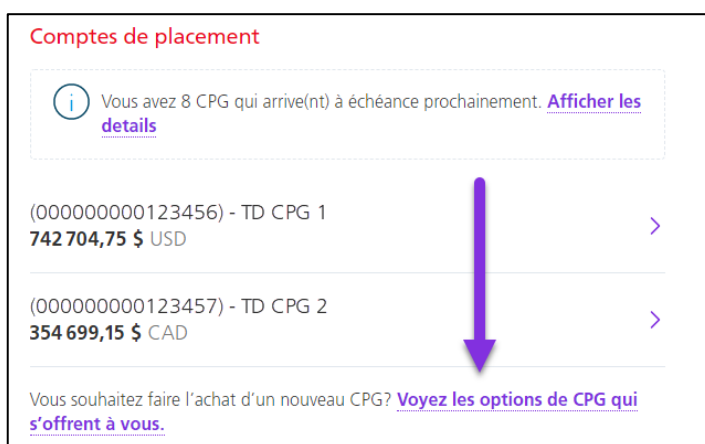 Comptes de placement
i
Vous avez 8 CPG qui arrive(nt) à échéance prochainement. Afficher les
details
(000000000123456) - TD CPG 1
742 704,75 $ USD
(000000000123457) - TD CPG 2
354 699,15 $ CAD
Vous souhaitez faire l'achat d'un nouveau CPG? Voyez les options de CPG qui
s'offrent à vous.